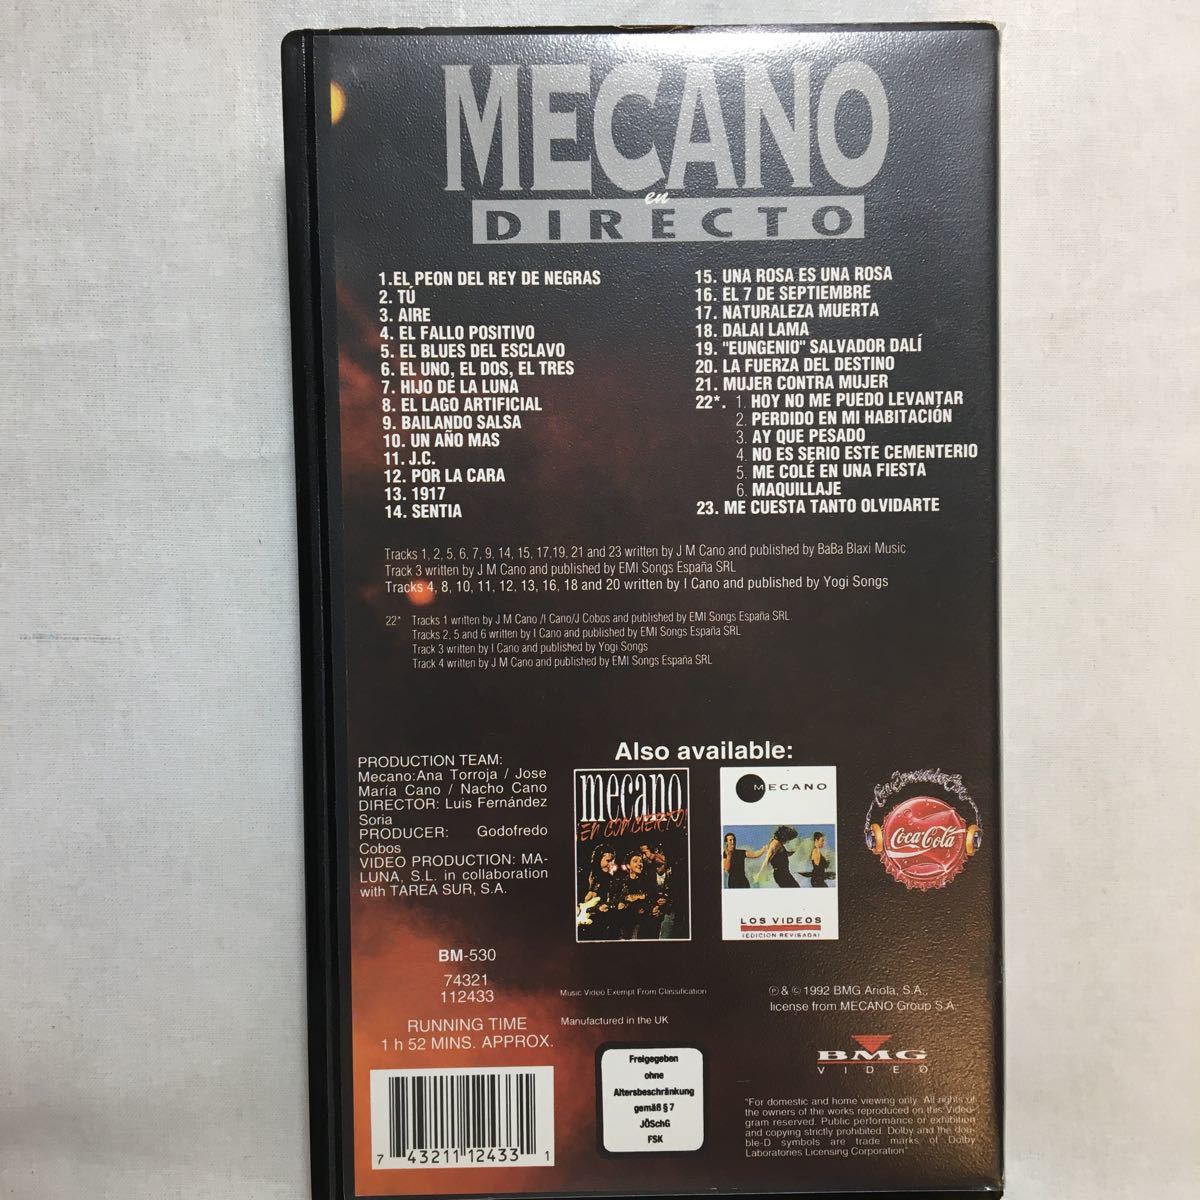 MECANO
en
DIRECTO
1.EL PEON DEL REY DE NEGRAS
2. TÚ
3. AIRE
4. EL FALLO POSITIVO
5. EL BLUES DEL ESCLAVO
6. EL UNO, EL DOS, EL TRES
7. HIJO DE LA LUNA
8. EL LAGO ARTIFICIAL
9. BAILANDO SALSA
10. UN AÑO MAS
11. J.C.
12. POR LA CARA
13. 1917
14. SENTIA
15. UNA ROSA ES UNA ROSA
16. EL 7 DE SEPTIEMBRE
17. NATURALEZA MUERTA
18. DALAI LAMA
19. "EUNGENIO" SALVADOR DALÍ
20. LA FUERZA DEL DESTINO
21. MUJER CONTRA MUJER
22*. 1. HOY NO ME PUEDO LEVANTAR
2. PERDIDO EN MI HABITACIÓN
3. AY QUE PESADO
4. NO ES SERIO ESTE CEMENTERIO
5. ME COLÉ EN UNA FIESTA
6. MAQUILLAJE
23. ME CUESTA TANTO OLVIDARTE
Tracks 1, 2, 5, 6, 7, 9, 14, 15, 17,19, 21 and 23 written by J M Cano and published by BaBa Blaxi Music
Track 3 written by J M Cano and published by EMI Songs España SRL
Tracks 4, 8, 10, 11, 12, 13, 16, 18 and 20 written by I Cano and published by Yogi Songs
22* Tracks 1 written by J M Cano /I Cano/J Cobos and published by EMI Songs España SRL.
Tracks 2, 5 and 6 written by I Cano and published by EMI Songs España SRL
Track 3 written by I Cano and published by Yogi Songs
Track 4 written by J M Cano and published by EMI Songs España SRL
PRODUCTION TEAM:
Mecano:Ana Torroja / Jose
María Cano / Nacho Cano
DIRECTOR: Luis Fernández
Soria
PRODUCER: Godofredo
Cobos
VIDEO PRODUCTION: MA-
LUNA, S.L. in collaboration
with TAREA SUR, S.A.
Also available:
mecano
¡EN CONCIERTO!
MECANO
LOS VIDEOS
(EDICION REVISADA)
Coca-Cola
BM-530
74321
112433
RUNNING TIME
1 h 52 MINS. APPROX.
Music Video Exempt From Classification
Manufactured in the UK
℗ & © 1992 BMG Ariola, S.A.,
license from MECANO Group S.A.
BMG
VIDEO
Freigegeben
ohne
Altersbeschränkung
gemäß § 7
JÖSchG
FSK
"For domestic and home viewing only. All rights of
the owners of the works reproduced on this Video-
gram reserved. Public performance or exhibition
and copying strictly prohibited. Dolby and the dou-
ble-D symbols are trade marks of Dolby
Laboratories Licensing Corporation"
7 43211 12433 1